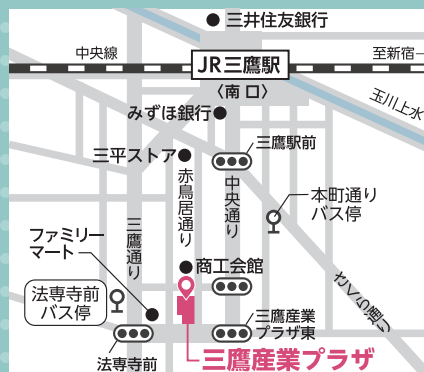 三井住友銀行
中央線
JR三鷹駅
至新宿
〈南口〉
玉川上水
みずほ銀行
三鷹駅前
三平ストア
赤鳥居通り
中央通り
本町通り
バス停
三鷹通り
ファミリー
マート
商工会館
法専寺前
バス停
さくら通り
三鷹産業
プラザ東
法専寺前
三鷹産業プラザ